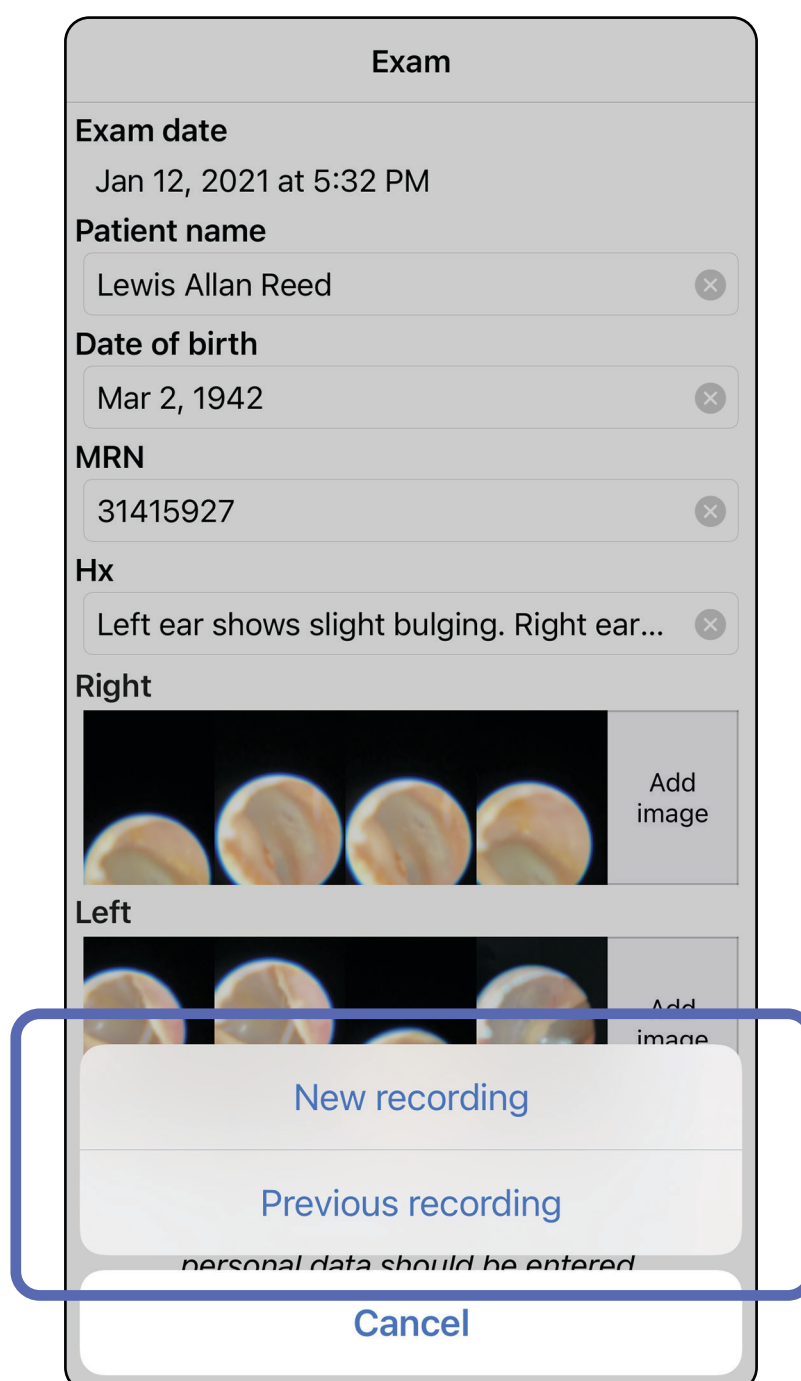 Exam
Exam date
Jan 12, 2021 at 5:32 PM
Patient name
Lewis Allan Reed
Date of birth
Mar 2, 1942
MRN
31415927
Hx
Left ear shows slight bulging. Right ear...
Right
Add
image
Left
Add
image
New recording
Previous recording
personal data should be entered
Cancel